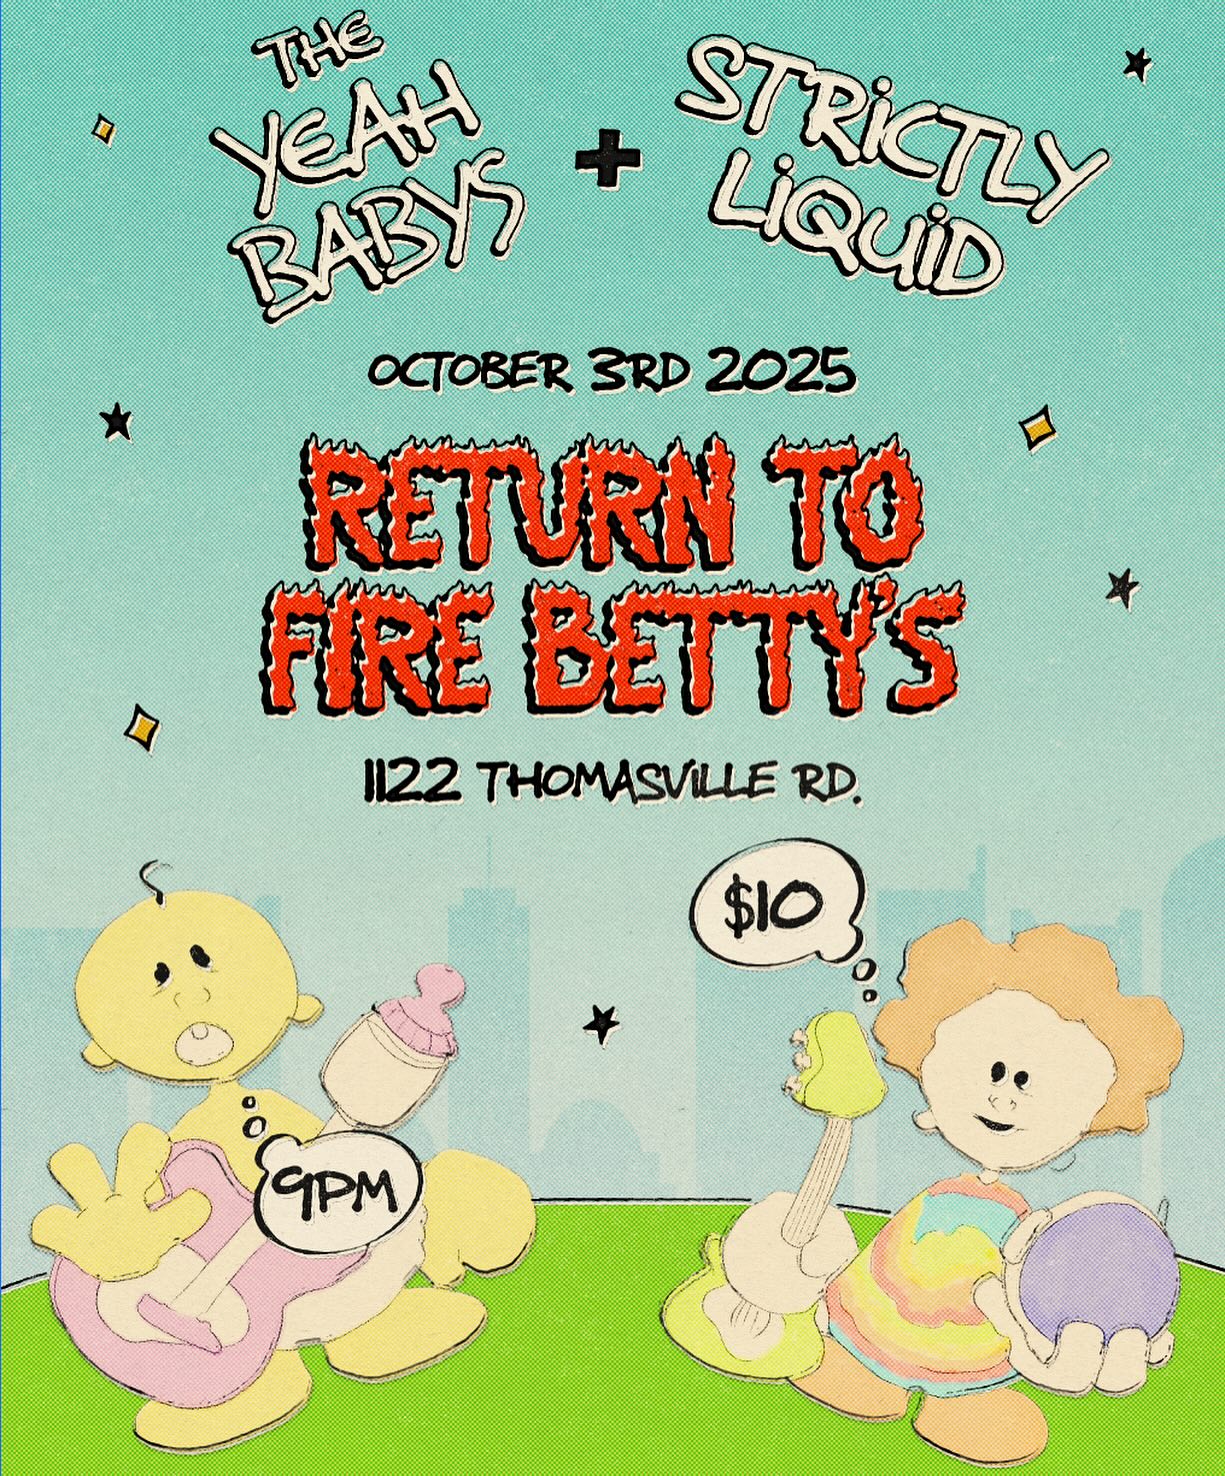 THE YEAH BABYS
+
STRiCTLY LiQUiD
OCTOBER 3RD 2025
RETURN TO
FIRE BETTY'S
1122 THOMASViLLE RD.
$10
9PM